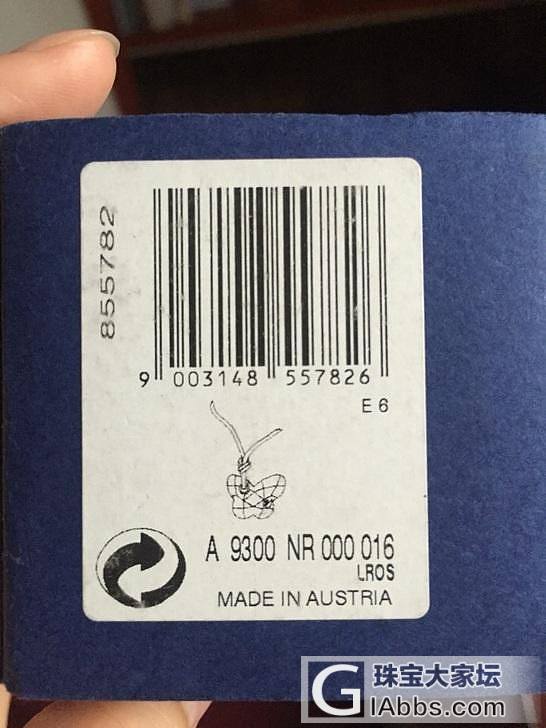 855782
9 003148 557826
E 6
A 9300 NR 000 016
LROS
MADE IN AUSTRIA
G 珠宝大家坛
GIAbbs.com